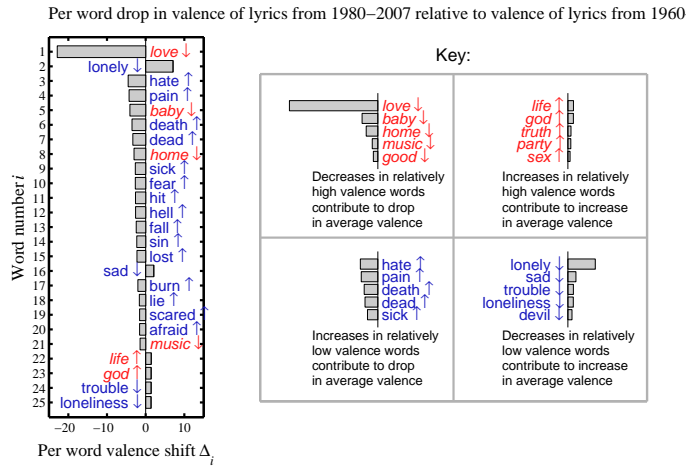 Per word drop in valence of lyrics from 1980−2007 relative to valence of lyrics from 1960
1
2
3
4
5
6
7
8
9
10
11
12
13
14
15
16
17
18
19
20
21
22
23
24
25
Word number i
love ↓
lonely ↓
hate ↑
pain ↑
baby ↓
death ↑
dead ↑
home ↓
sick ↑
fear ↑
hit ↑
hell ↑
fall ↑
sin ↑
lost ↑
sad ↓
burn ↑
lie ↑
scared ↑
afraid ↑
music ↓
life ↑
god ↑
trouble ↓
loneliness ↓
−20 −10 0 10
Per word valence shift Δi
Key:
love ↓
baby ↓
home ↓
music ↓
good ↓
Decreases in relatively
high valence words
contribute to drop
in average valence
life ↑
god ↑
truth ↑
party ↑
sex ↑
Increases in relatively
high valence words
contribute to increase
in average valence
hate ↑
pain ↑
death ↑
dead ↑
sick ↑
Increases in relatively
low valence words
contribute to drop
in average valence
lonely ↓
sad ↓
trouble ↓
loneliness ↓
devil ↓
Decreases in relatively
low valence words
contribute to increase
in average valence